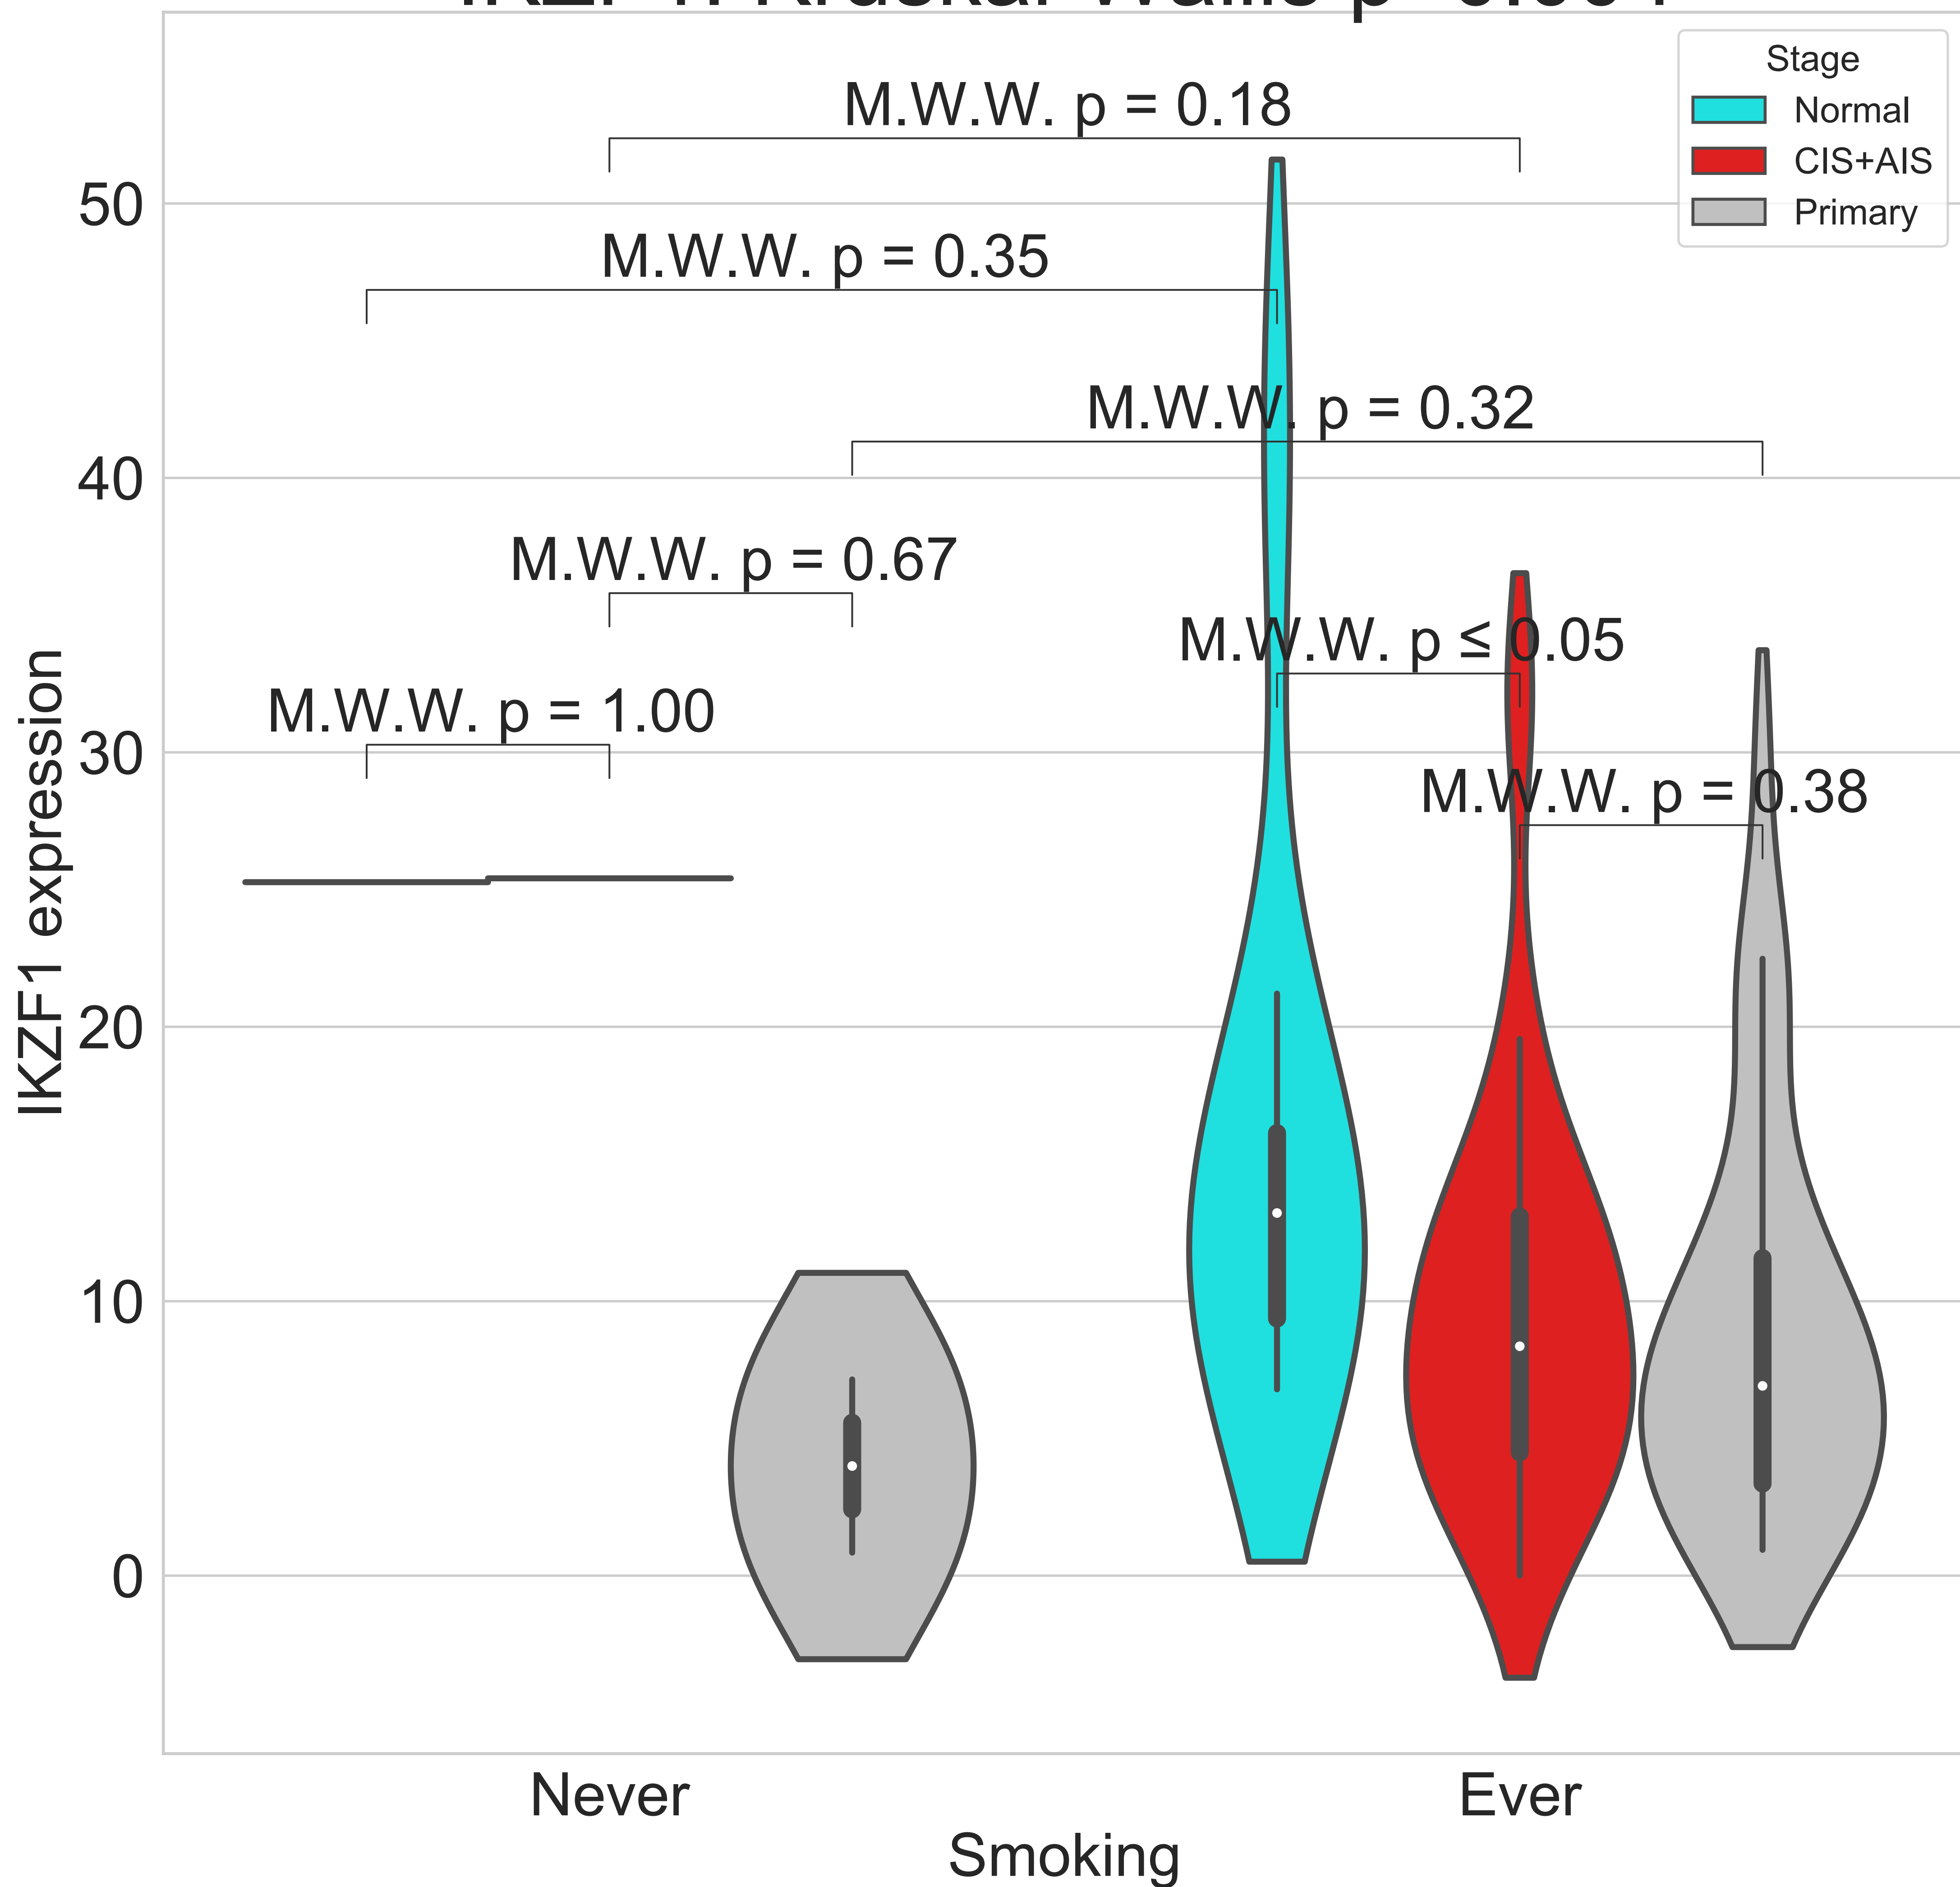 Stage
Normal
CIS+AIS
Primary
M.W.W. p = 0.18
M.W.W. p = 0.35
M.W.W. p = 0.32
M.W.W. p = 0.67
M.W.W. p ≤ 0.05
M.W.W. p = 1.00
M.W.W. p = 0.38
50
40
30
20
10
0
IKZF1 expression
Never
Ever
Smoking